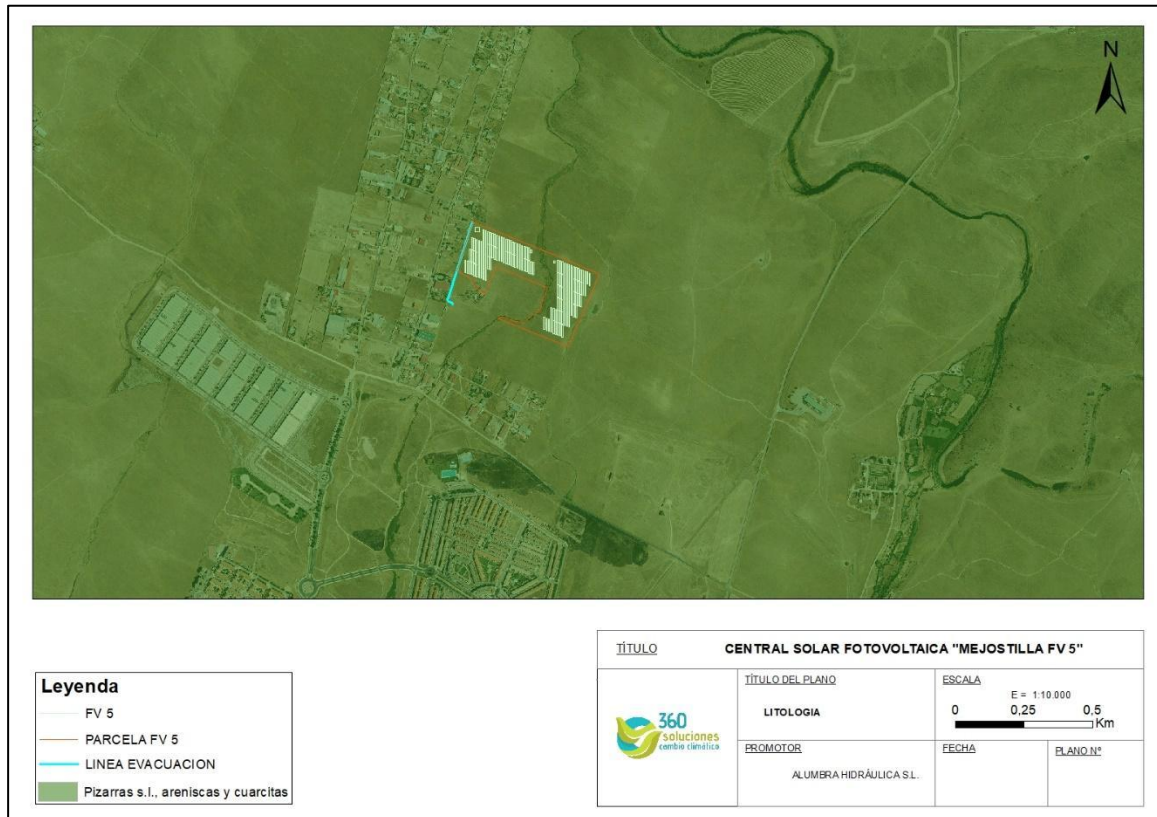 N
Leyenda
FV 5
PARCELA FV 5
LINEA EVACUACION
Pizarras s.l., areniscas y cuarcitas
TÍTULO
CENTRAL SOLAR FOTOVOLTAICA "MEJOSTILLA FV 5"
360
soluciones
cambio climático
TÍTULO DEL PLANO
LITOLOGIA
ESCALA
E = 1:10.000
0 0,25 0,5
Km
PROMOTOR
ALUMBRA HIDRÁULICA S.L.
FECHA
PLANO Nº